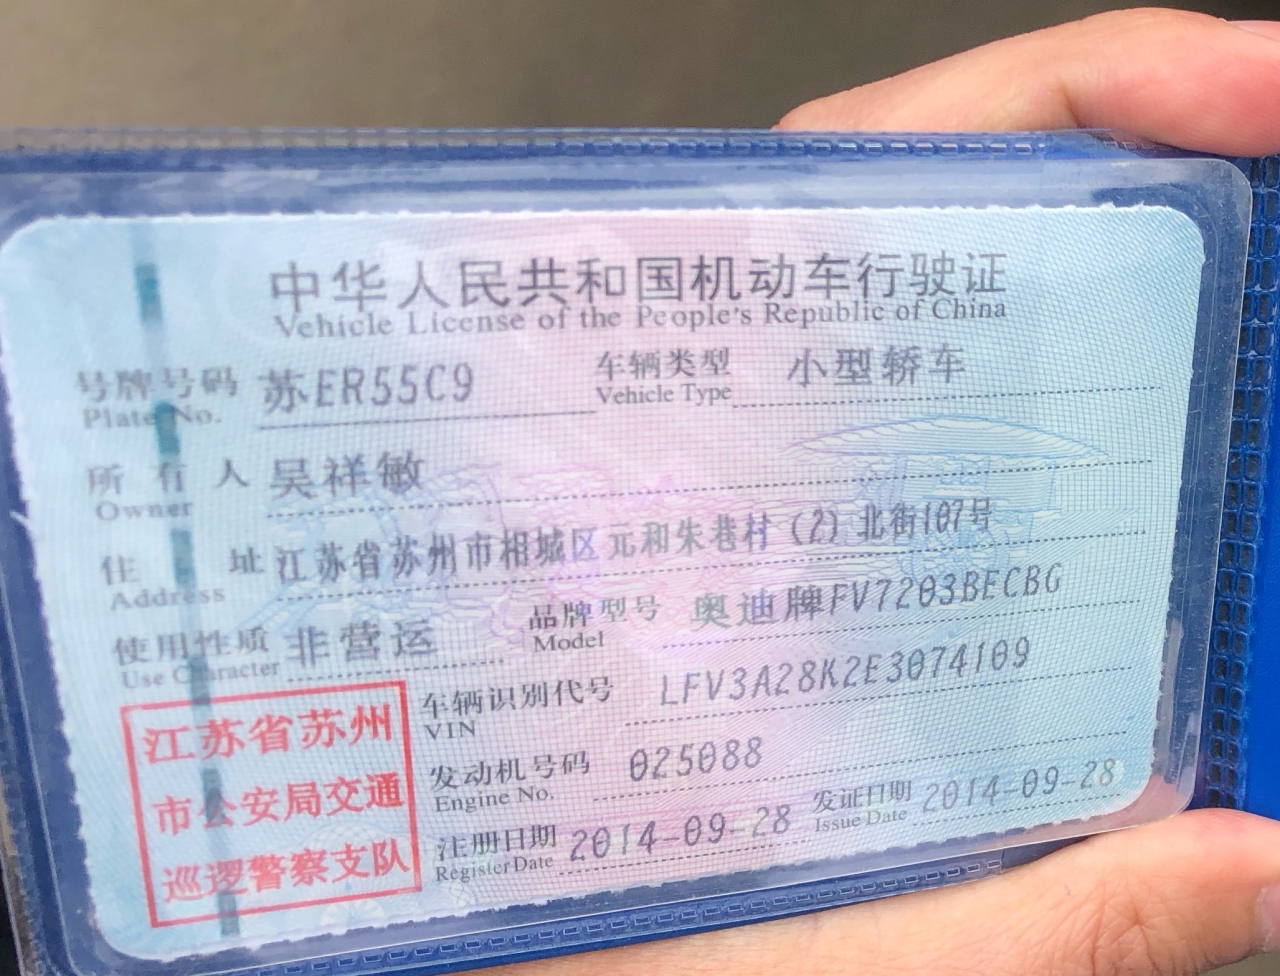 中华人民共和国机动车行驶证
Vehicle License of the People's Republic of China
号牌号码 苏ER55C9 车辆类型 小型轿车
Plate No. Vehicle Type
所有人 吴祥敏
Owner
住址 江苏省苏州市相城区元和朱巷村(2)北街107号
Address
使用性质 非营运 品牌型号 奥迪牌FV7203BECBG
Use Character Model
车辆识别代号 LFV3A28K2E3074109
VIN
发动机号码 025088
Engine No.
注册日期 2014-09-28 发证日期 2014-09-28
Register Date Issue Date
江苏省苏州
市公安局交通
巡逻警察支队